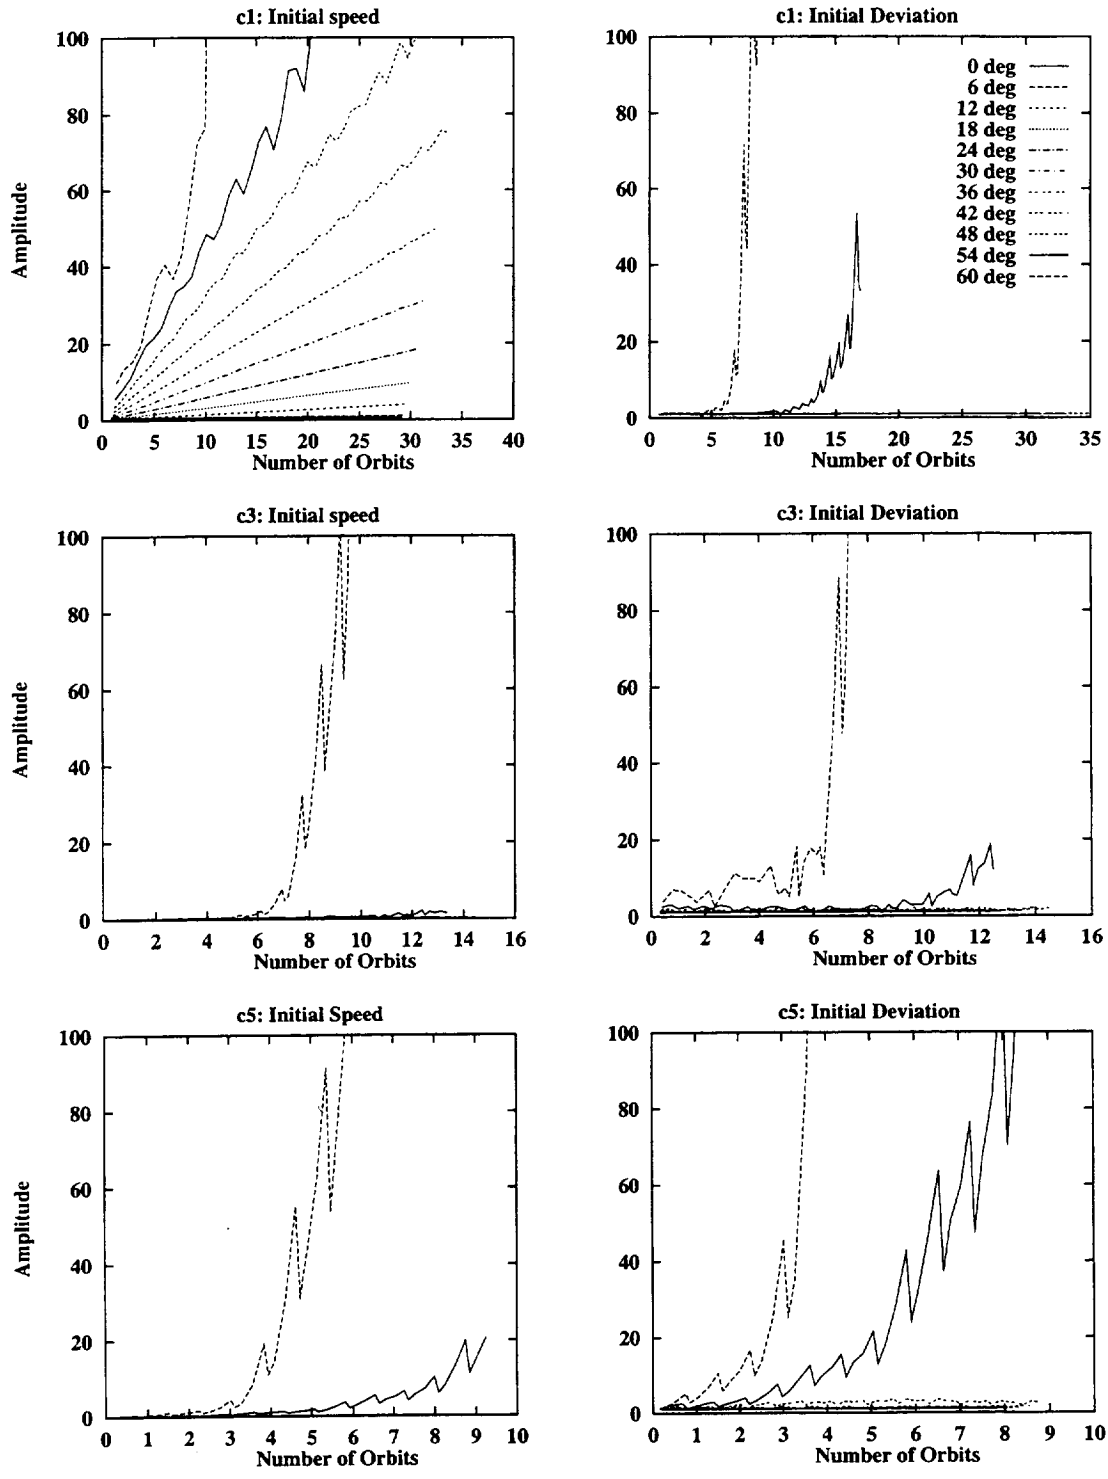 c1: Initial speed
100
80
60
40
20
0
Amplitude
0 5 10 15 20 25 30 35 40
Number of Orbits
c1: Initial Deviation
100
80
60
40
20
0
0 deg
6 deg
12 deg
18 deg
24 deg
30 deg
36 deg
42 deg
48 deg
54 deg
60 deg
0 5 10 15 20 25 30 35
Number of Orbits
c3: Initial speed
100
80
60
40
20
0
Amplitude
0 2 4 6 8 10 12 14 16
Number of Orbits
c3: Initial Deviation
100
80
60
40
20
0
0 2 4 6 8 10 12 14 16
Number of Orbits
c5: Initial Speed
100
80
60
40
20
0
Amplitude
0 1 2 3 4 5 6 7 8 9 10
Number of Orbits
c5: Initial Deviation
100
80
60
40
20
0
0 1 2 3 4 5 6 7 8 9 10
Number of Orbits